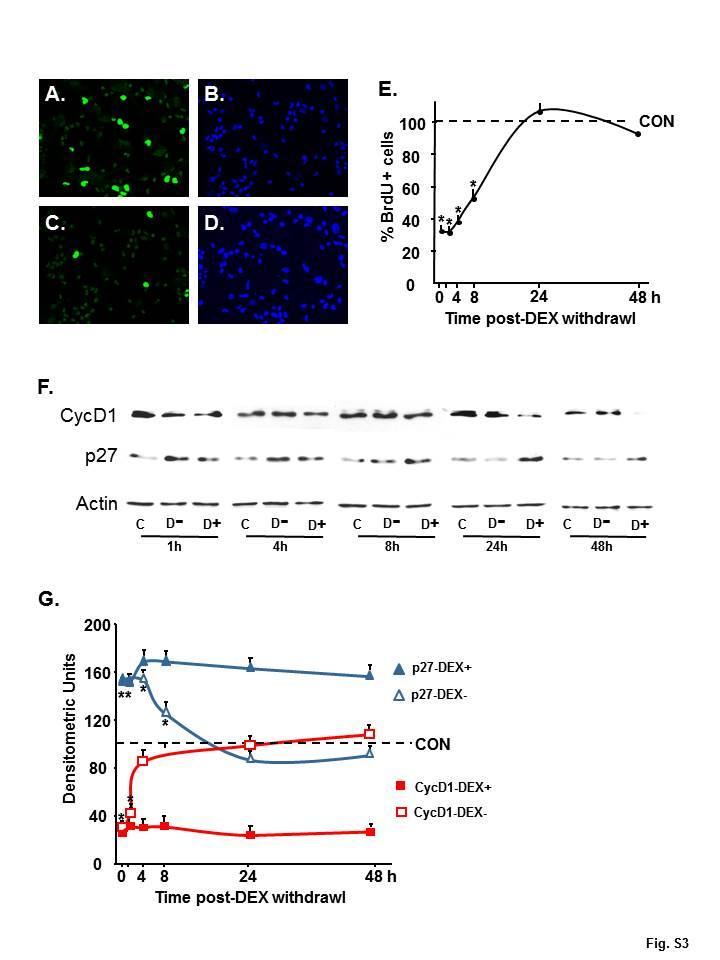 A.
B.
C.
D.
E.
% BrdU + cells
100
80
60
40
20
0
CON
*
*
*
*
0 4 8 24 48 h
Time post-DEX withdrawl
F.
CycD1
p27
Actin
C D- D+ C D- D+ C D- D+ C D- D+ C D- D+
1h 4h 8h 24h 48h
G.
Densitometric Units
200
160
120
80
40
0
**
*
*
*
*
CON
p27-DEX+
p27-DEX-
CycD1-DEX+
CycD1-DEX-
0 4 8 24 48 h
Time post-DEX withdrawl
Fig. S3